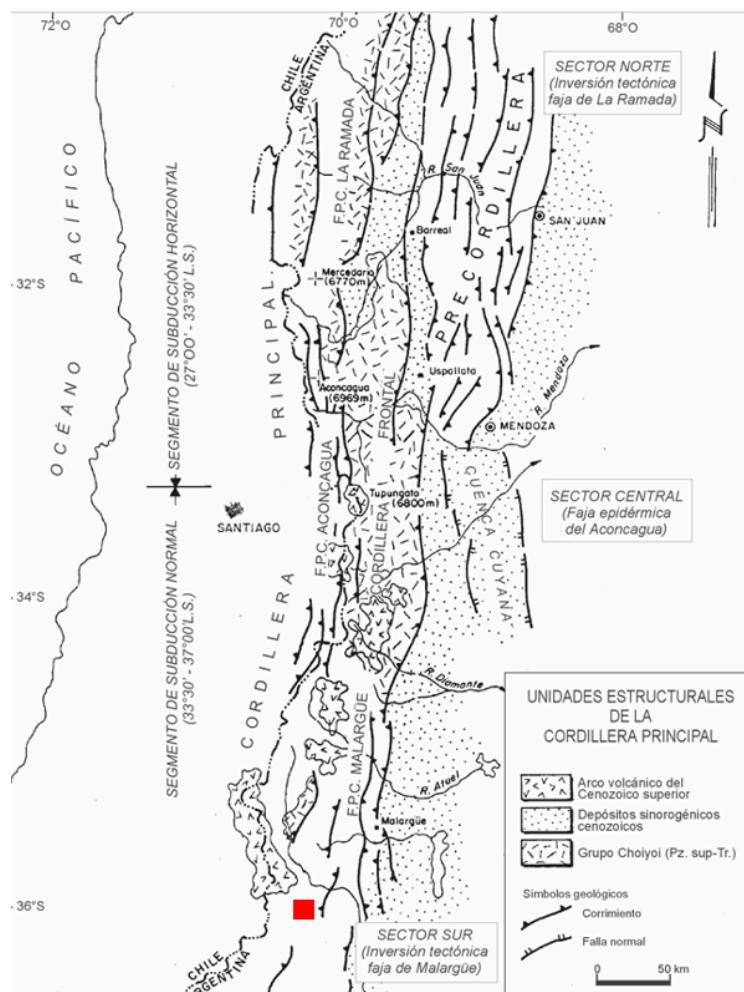 72°O
70°O
68°O
CHILE
ARGENTINA
SECTOR NORTE
(Inversión tectónica
faja de La Ramada)
OCÉANO PACÍFICO
SEGMENTO DE SUBDUCCIÓN HORIZONTAL
(27°00' - 33°30' L.S.)
F.P.C. LA RAMADA
R. San Juan
PRECORDILLERA
SAN JUAN
Barreal
32°S
Mercedario
(6770m)
CORDILLERA PRINCIPAL
Uspallata
Aconcagua
(6969m)
R. Mendoza
MENDOZA
CORDILLERA FRONTAL
F.P.C. ACONCAGUA
Tupungato
(6800m)
CUENCA CUYANA
SECTOR CENTRAL
(Faja epidérmica
del Aconcagua)
SANTIAGO
SEGMENTO DE SUBDUCCIÓN NORMAL
(33°30' - 37°00'L.S.)
34°S
R. Diamante
F.P.C. MALARGÜE
R. Atuel
Malargüe
36°S
CHILE
ARGENTINA
SECTOR SUR
(Inversión tectónica
faja de Malargüe)
UNIDADES ESTRUCTURALES
DE LA
CORDILLERA PRINCIPAL
Arco volcánico del
Cenozoico superior
Depósitos sinorogénicos
cenozoicos
Grupo Choiyoi (Pz. sup-Tr.)
Símbolos geológicos
Corrimiento
Falla normal
0 50 km